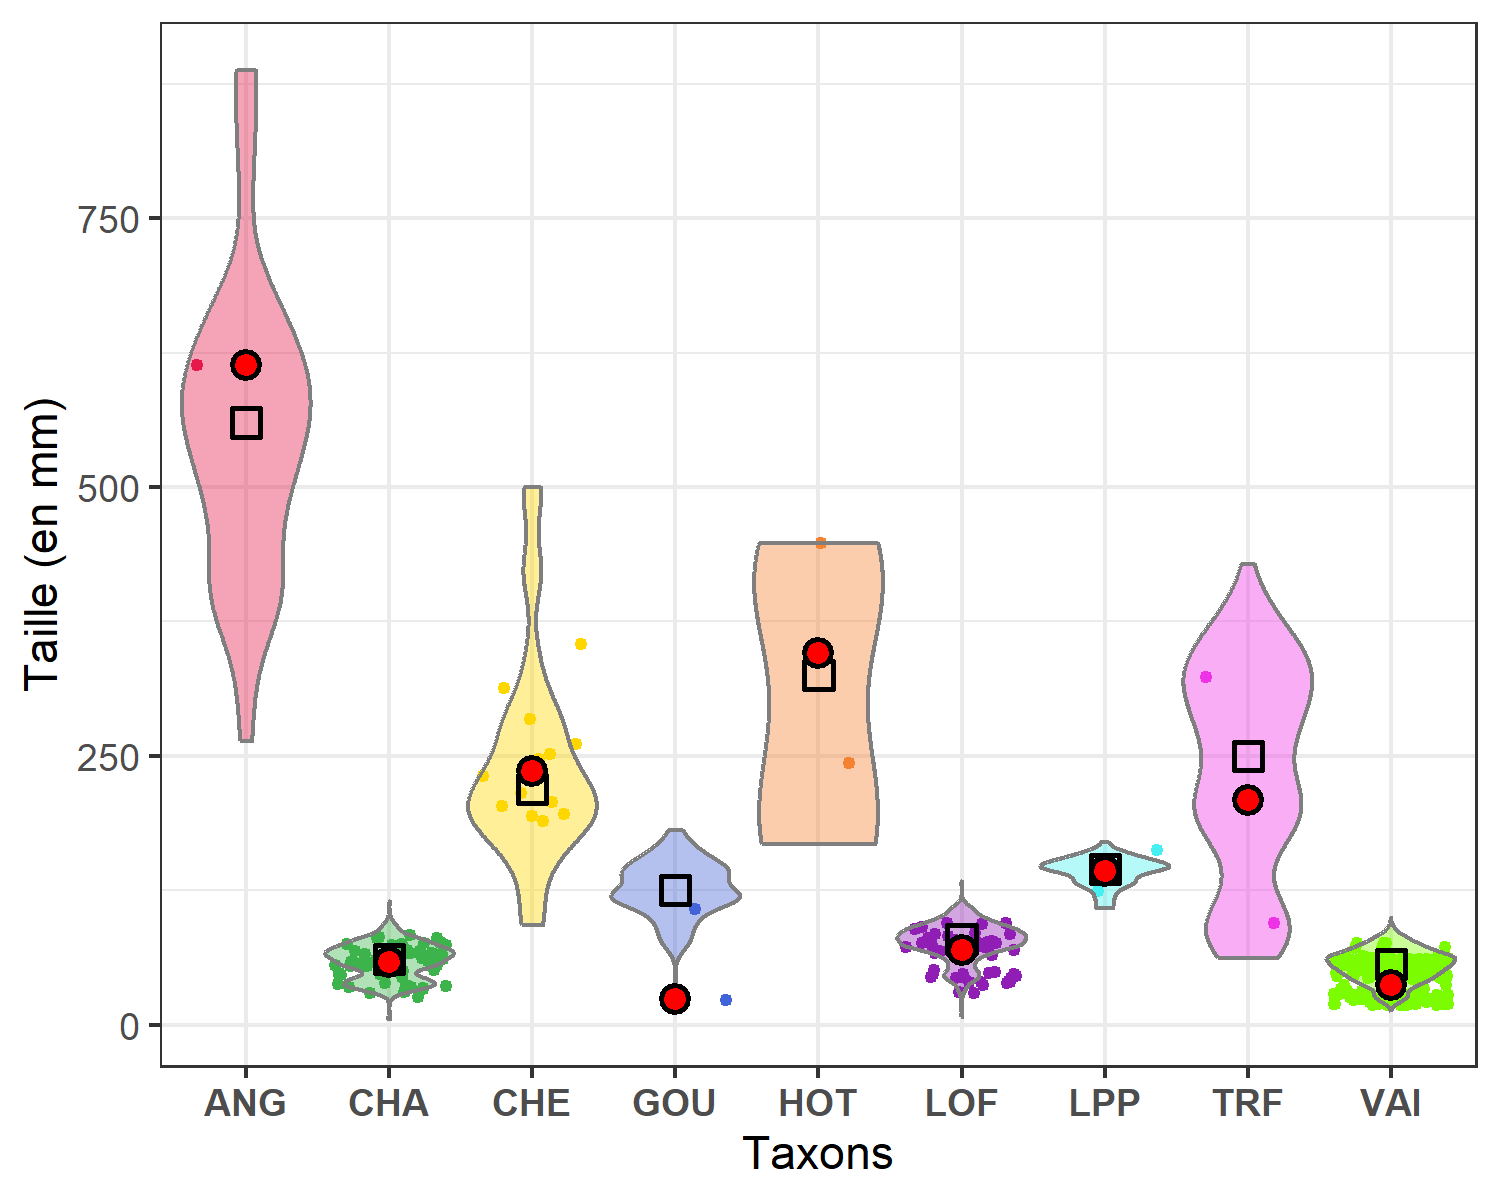 Taille (en mm)
750
500
250
0
ANG CHA CHE GOU HOT LOF LPP TRF VAI
Taxons